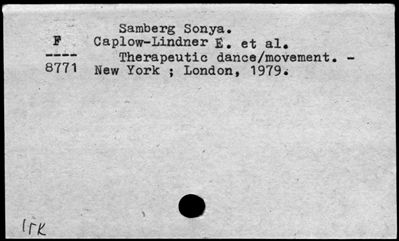 Samberg Sonya.
F Caplow-Lindner E. et al.
---- Therapeutic dance/movement. -
8771 New York ; London, 1979.